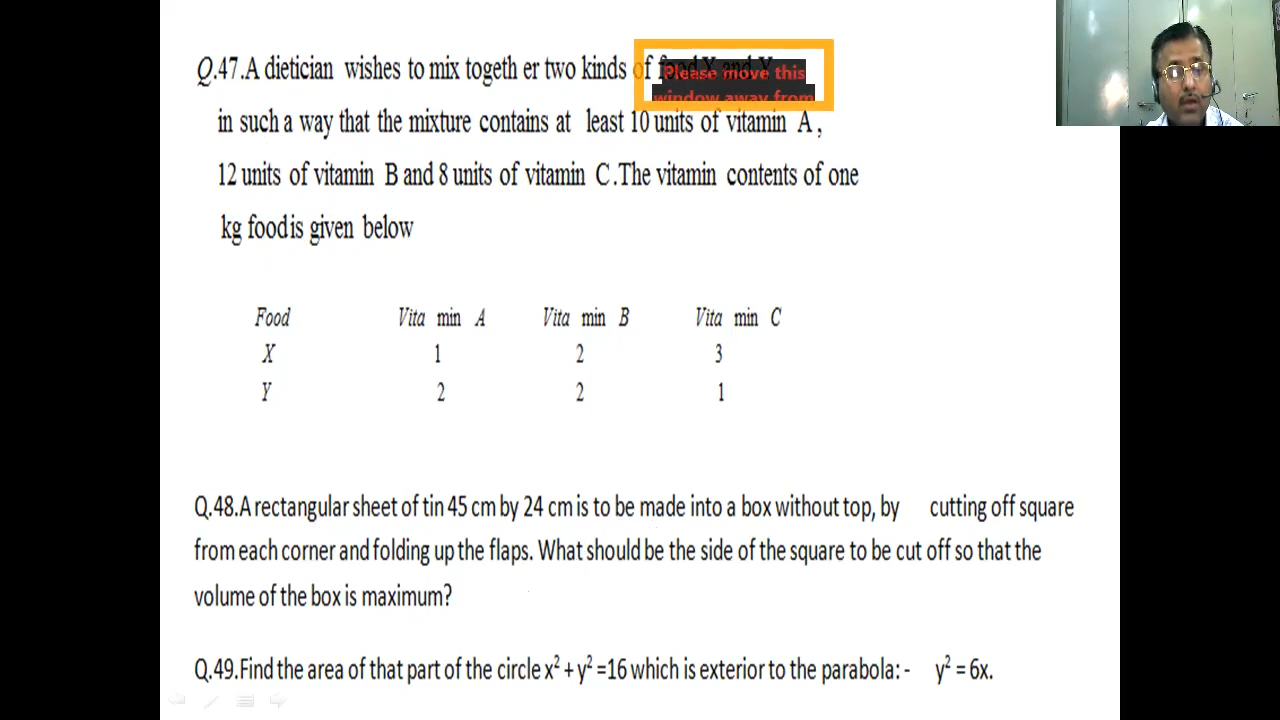 Q.47.A dietician wishes to mix togeth er two kinds of food X and Y
Please move this
window away from
in such a way that the mixture contains at least 10 units of vitamin A ,
12 units of vitamin B and 8 units of vitamin C .The vitamin contents of one
kg food is given below
Food Vita min A Vita min B Vita min C
X 1 2 3
Y 2 2 1
Q.48.A rectangular sheet of tin 45 cm by 24 cm is to be made into a box without top, by cutting off square
from each corner and folding up the flaps. What should be the side of the square to be cut off so that the
volume of the box is maximum?
Q.49.Find the area of that part of the circle x² + y² =16 which is exterior to the parabola: - y² = 6x.